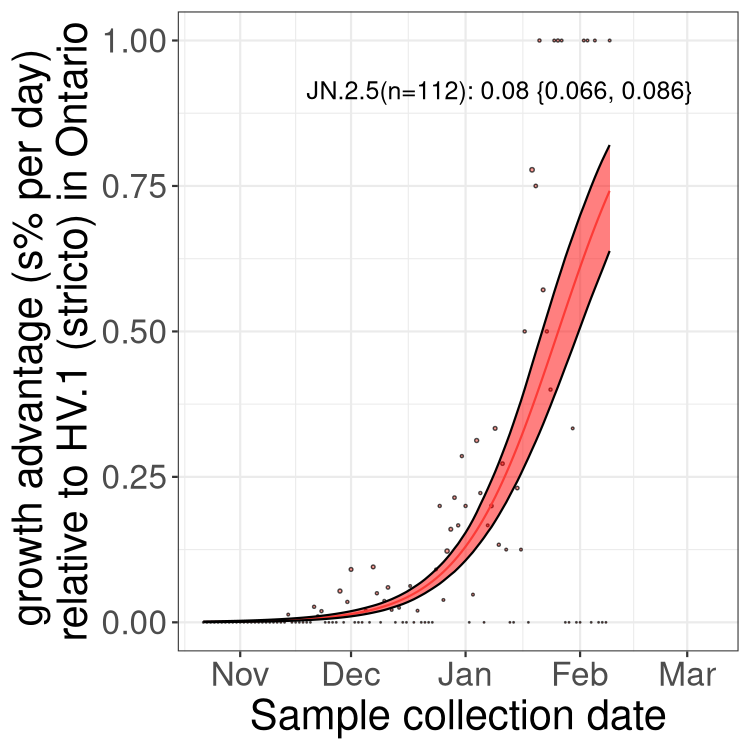 growth advantage (s% per day)
relative to HV.1 (stricto) in Ontario
1.00
0.75
0.50
0.25
0.00
JN.2.5(n=112): 0.08 {0.066, 0.086}
Nov Dec Jan Feb Mar
Sample collection date